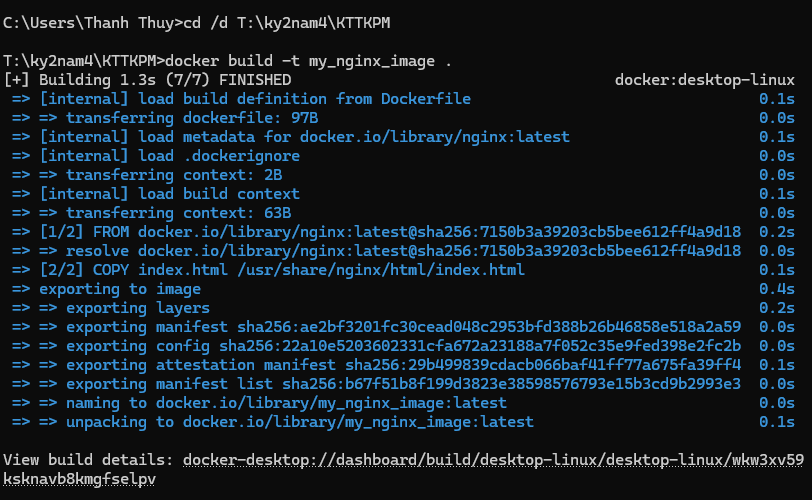 C:\Users\Thanh Thuy>cd /d T:\ky2nam4\KTTKPM
T:\ky2nam4\KTTKPM>docker build -t my_nginx_image .
[+] Building 1.3s (7/7) FINISHED docker:desktop-linux
=> [internal] load build definition from Dockerfile 0.1s
=> => transferring dockerfile: 97B 0.0s
=> [internal] load metadata for docker.io/library/nginx:latest 0.1s
=> [internal] load .dockerignore 0.0s
=> => transferring context: 2B 0.0s
=> [internal] load build context 0.1s
=> => transferring context: 63B 0.0s
=> [1/2] FROM docker.io/library/nginx:latest@sha256:7150b3a39203cb5bee612ff4a9d18 0.2s
=> => resolve docker.io/library/nginx:latest@sha256:7150b3a39203cb5bee612ff4a9d18 0.0s
=> [2/2] COPY index.html /usr/share/nginx/html/index.html 0.1s
=> exporting to image 0.4s
=> => exporting layers 0.2s
=> => exporting manifest sha256:ae2bf3201fc30cead048c2953bfd388b26b46858e518a2a59 0.0s
=> => exporting config sha256:22a10e5203602331cfa672a23188a7f052c35e9fed398e2fc2b 0.0s
=> => exporting attestation manifest sha256:29b499839cdacb066baf41ff77a675fa39ff4 0.1s
=> => exporting manifest list sha256:b67f51b8f199d3823e38598576793e15b3cd9b2993e3 0.0s
=> => naming to docker.io/library/my_nginx_image:latest 0.0s
=> => unpacking to docker.io/library/my_nginx_image:latest 0.1s
View build details: docker-desktop://dashboard/build/desktop-linux/desktop-linux/wkw3xv59
ksknavb8kmgfselpv